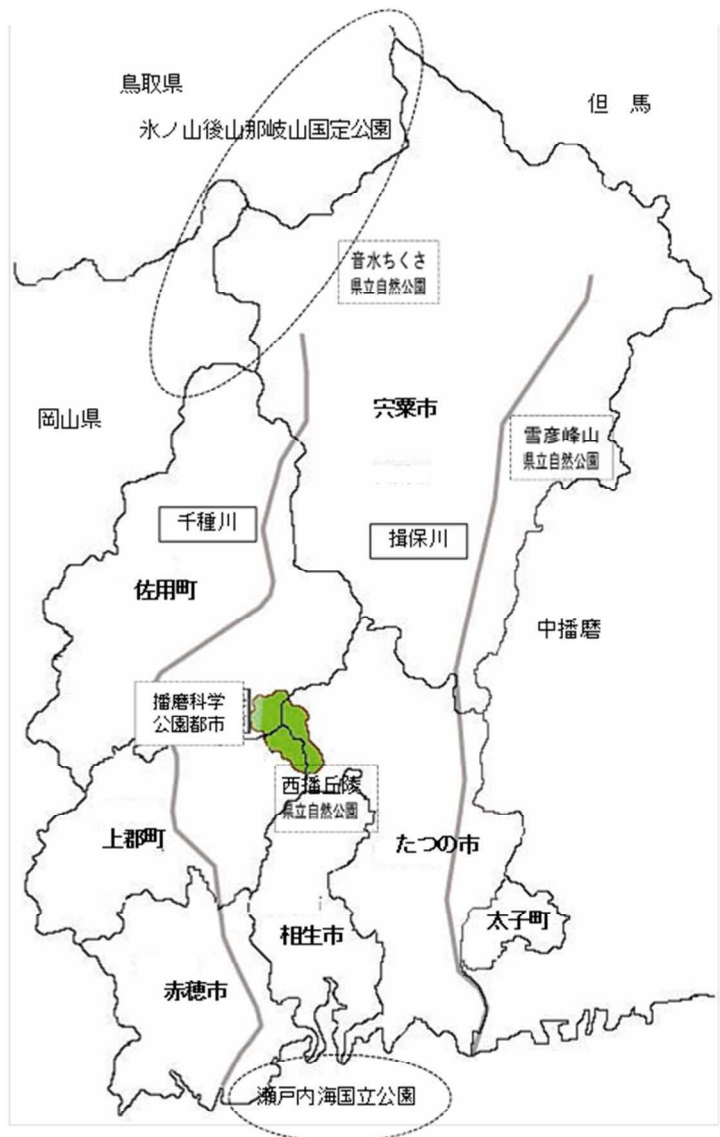 鳥取県
但　馬
氷ノ山後山那岐山国定公園
音水ちくさ
県立自然公園
宍粟市
岡山県
雪彦峰山
県立自然公園
千種川
揖保川
佐用町
中播磨
播磨科学
公園都市
西播丘陵
県立自然公園
上郡町
たつの市
太子町
相生市
赤穂市
瀬戸内海国立公園